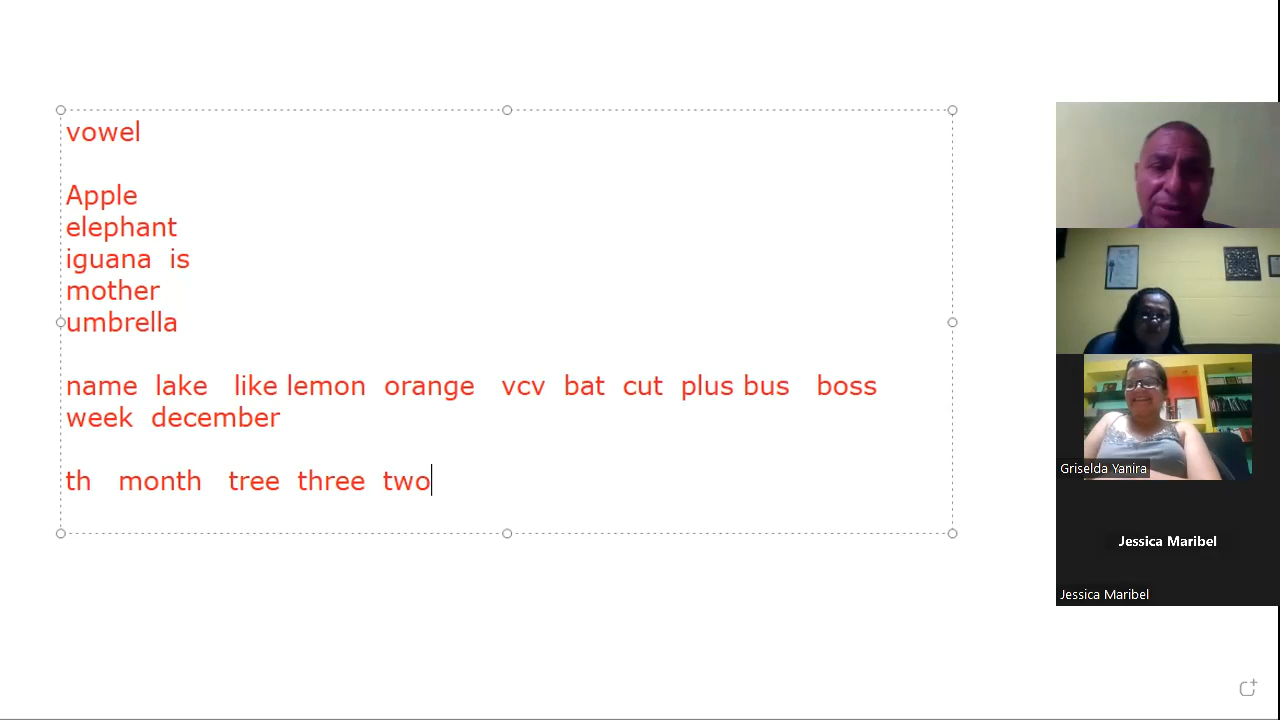 vowel
Apple
elephant
iguana is
mother
umbrella
name lake like lemon orange vcv bat cut plus bus boss
week december
th month tree three two
Griselda Yanira
Jessica Maribel
Jessica Maribel